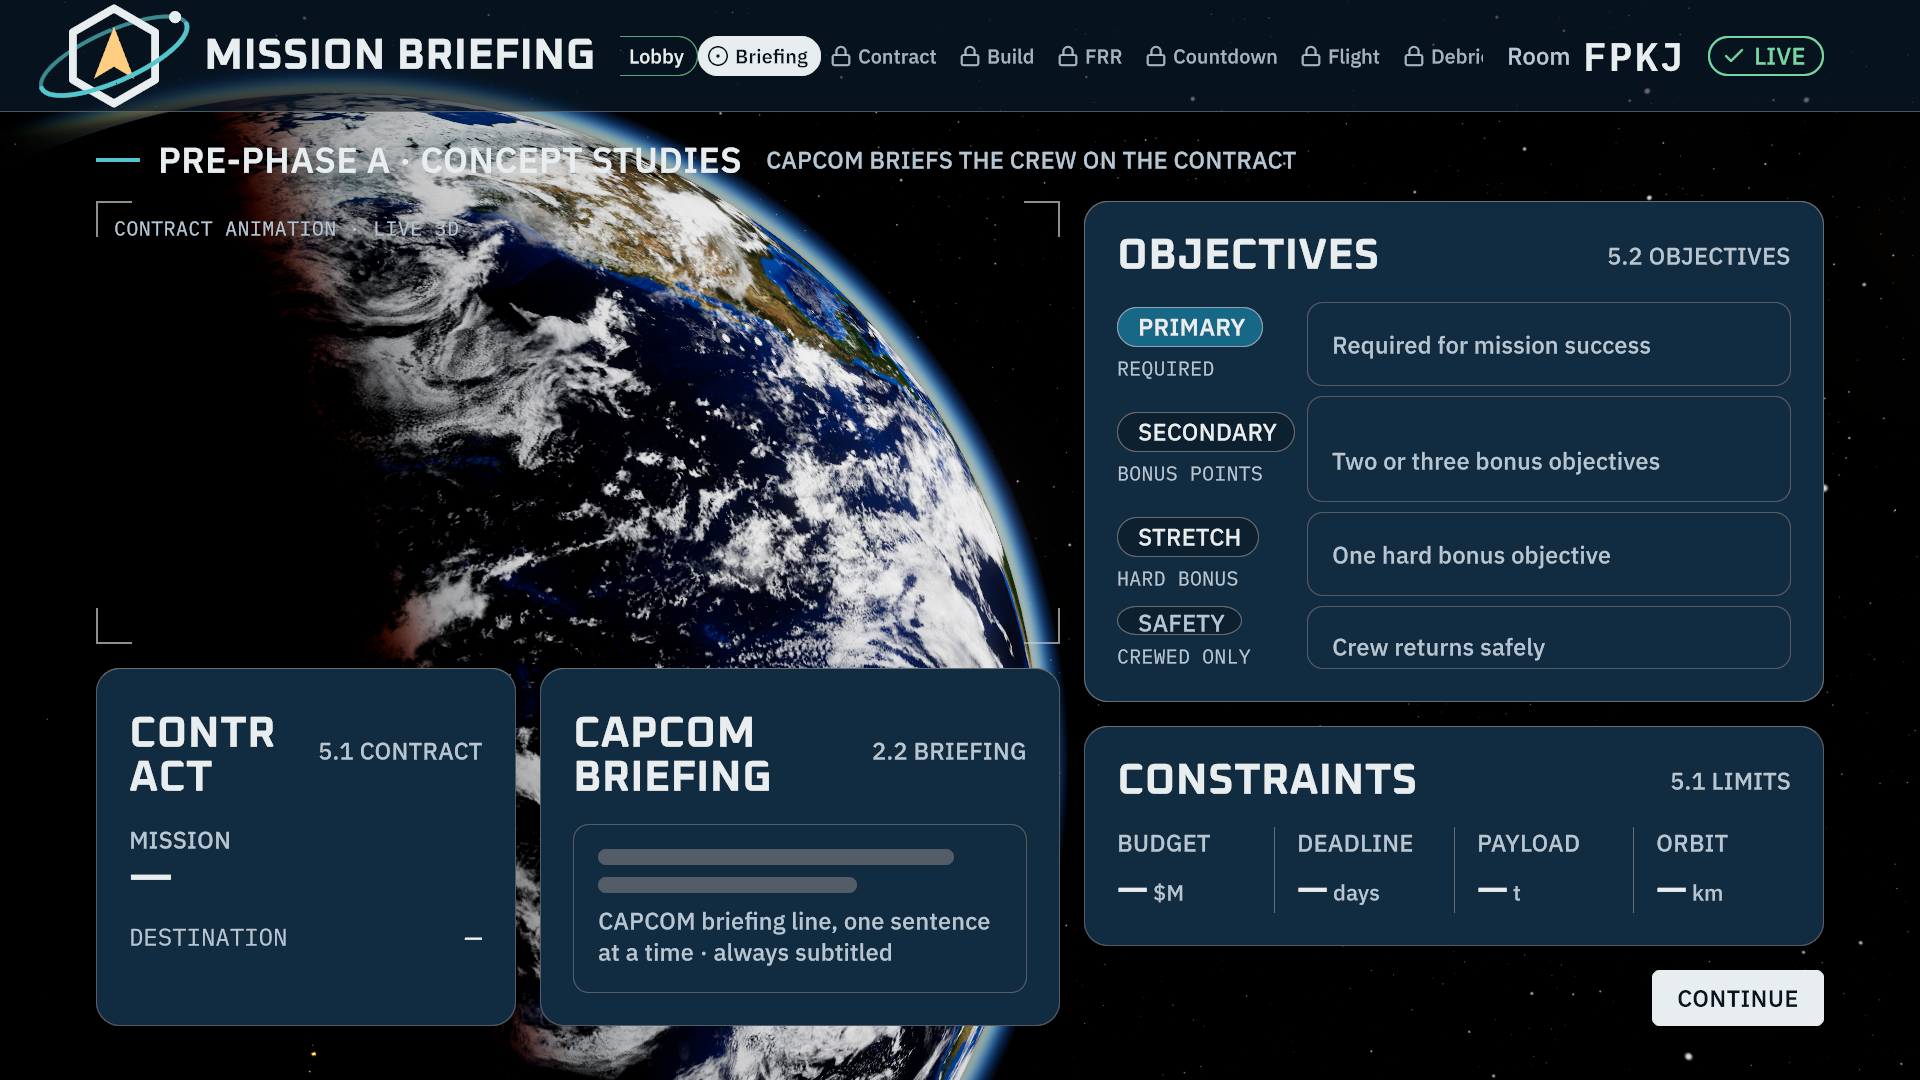 MISSION BRIEFING
Lobby
Briefing
Contract
Build
FRR
Countdown
Flight
Debri
Room FPKJ
LIVE
PRE-PHASE A · CONCEPT STUDIES
CAPCOM BRIEFS THE CREW ON THE CONTRACT
CONTRACT ANIMATION · LIVE 3D
OBJECTIVES
5.2 OBJECTIVES
PRIMARY
REQUIRED
Required for mission success
SECONDARY
BONUS POINTS
Two or three bonus objectives
STRETCH
HARD BONUS
One hard bonus objective
SAFETY
CREWED ONLY
Crew returns safely
CONTR
ACT
5.1 CONTRACT
MISSION
—
DESTINATION
—
CAPCOM
BRIEFING
2.2 BRIEFING
CAPCOM briefing line, one sentence
at a time · always subtitled
CONSTRAINTS
5.1 LIMITS
BUDGET
— $M
DEADLINE
— days
PAYLOAD
— t
ORBIT
— km
CONTINUE